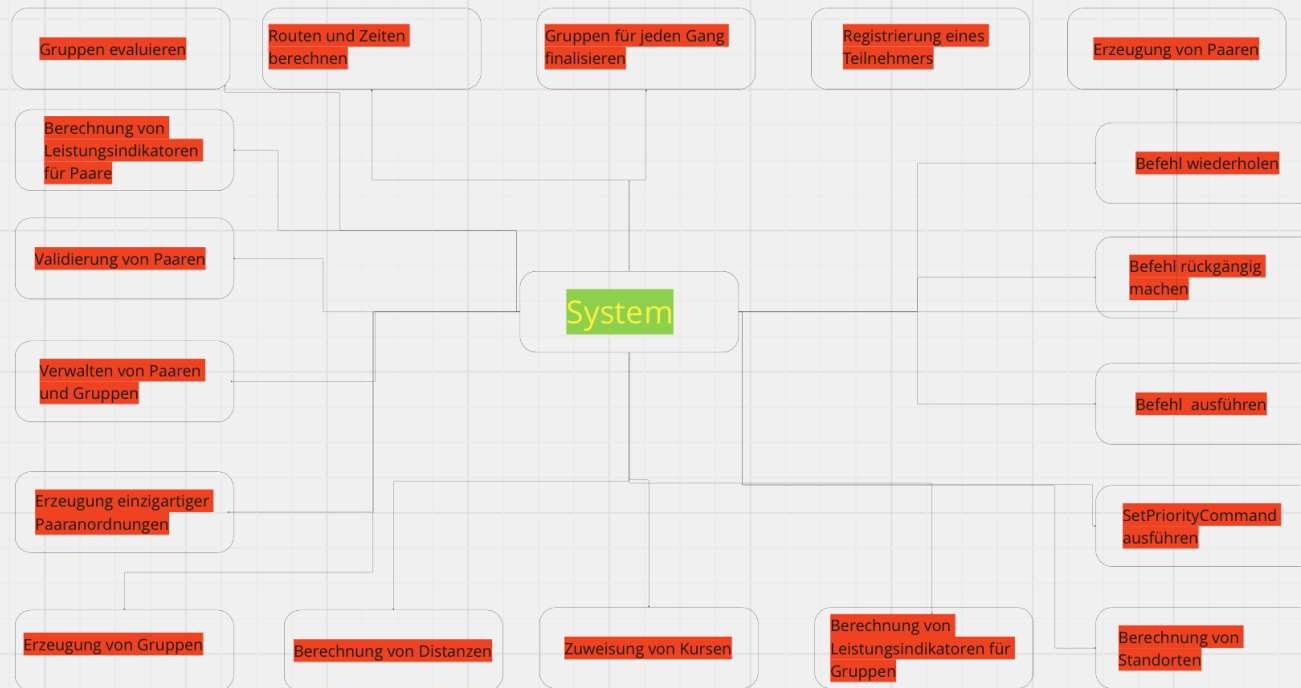 Gruppen evaluieren
Routen und Zeiten
berechnen
Gruppen für jeden Gang
finalisieren
Registrierung eines
Teilnehmers
Erzeugung von Paaren
Berechnung von
Leistungsindikatoren
für Paare
Befehl wiederholen
Validierung von Paaren
Befehl rückgängig
machen
System
Verwalten von Paaren
und Gruppen
Befehl  ausführen
Erzeugung einzigartiger
Paaranordnungen
SetPriorityCommand
ausführen
Erzeugung von Gruppen
Berechnung von Distanzen
Zuweisung von Kursen
Berechnung von
Leistungsindikatoren für
Gruppen
Berechnung von
Standorten